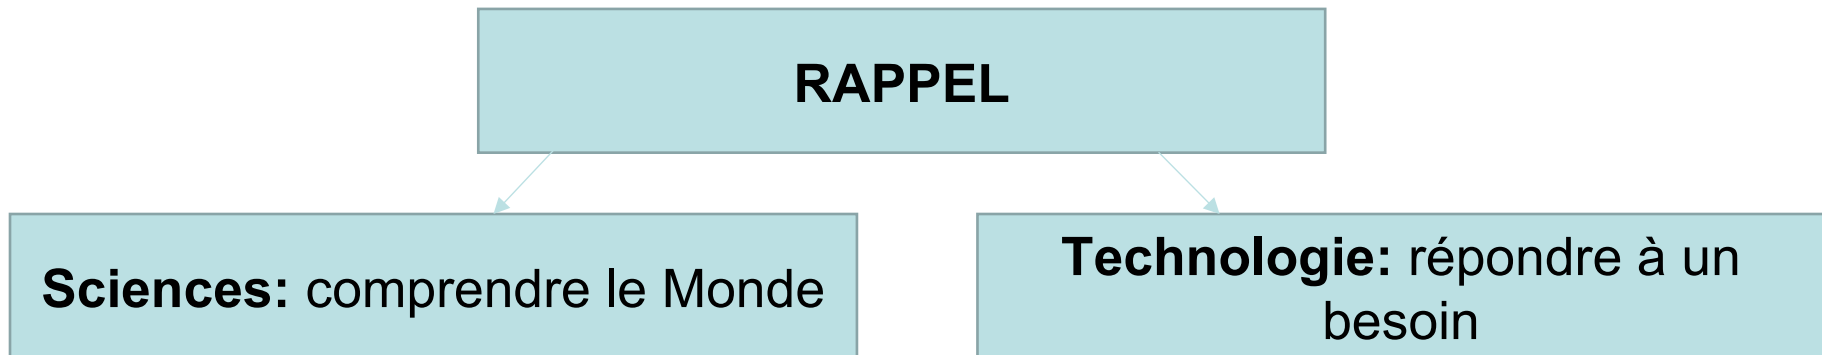 RAPPEL
Sciences: comprendre le Monde
Technologie: répondre à un
besoin